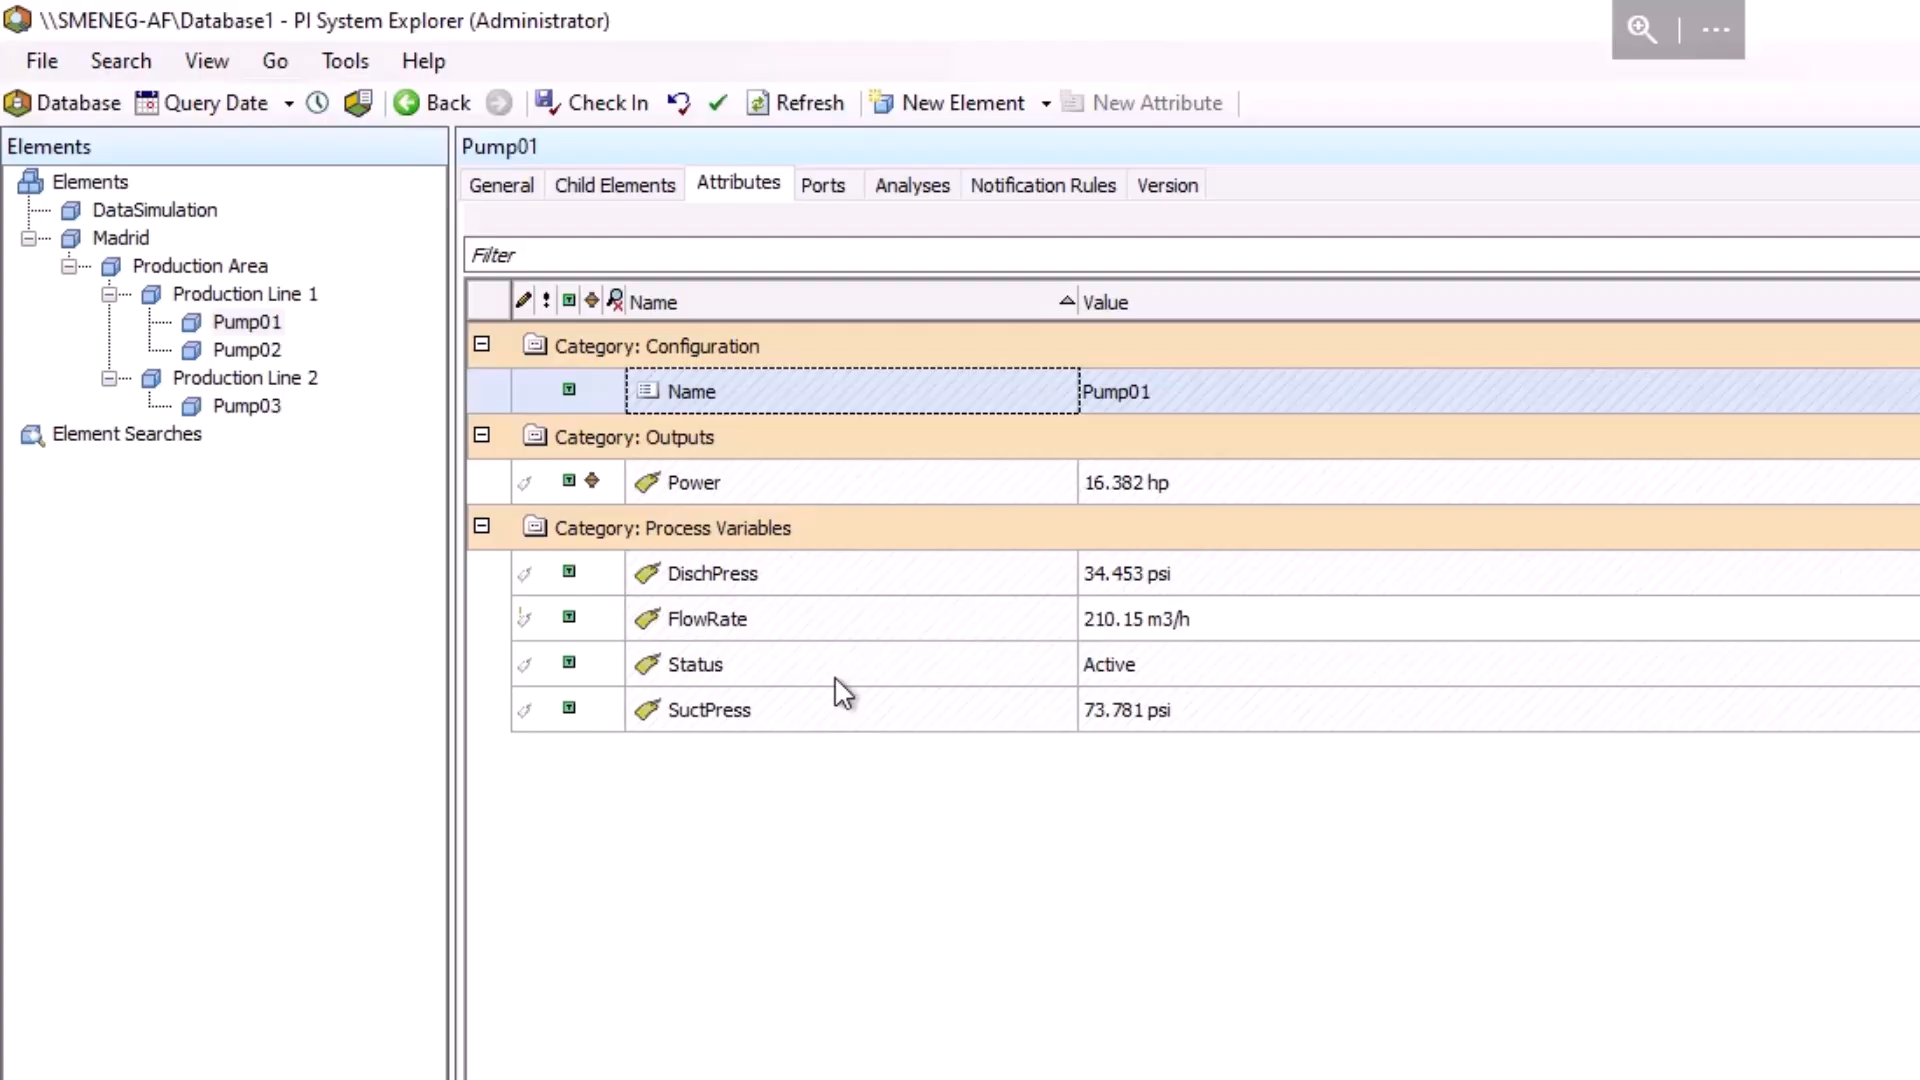 \\SMENEG-AF\Database1 - PI System Explorer (Administrator)
File Search View Go Tools Help
Database Query Date Back Check In Refresh New Element New Attribute
Elements
Elements
DataSimulation
Madrid
Production Area
Production Line 1
Pump01
Pump02
Production Line 2
Pump03
Element Searches
Pump01
General Child Elements Attributes Ports Analyses Notification Rules Version
Filter
Name Value
Category: Configuration
Name Pump01
Category: Outputs
Power 16.382 hp
Category: Process Variables
DischPress 34.453 psi
FlowRate 210.15 m3/h
Status Active
SuctPress 73.781 psi